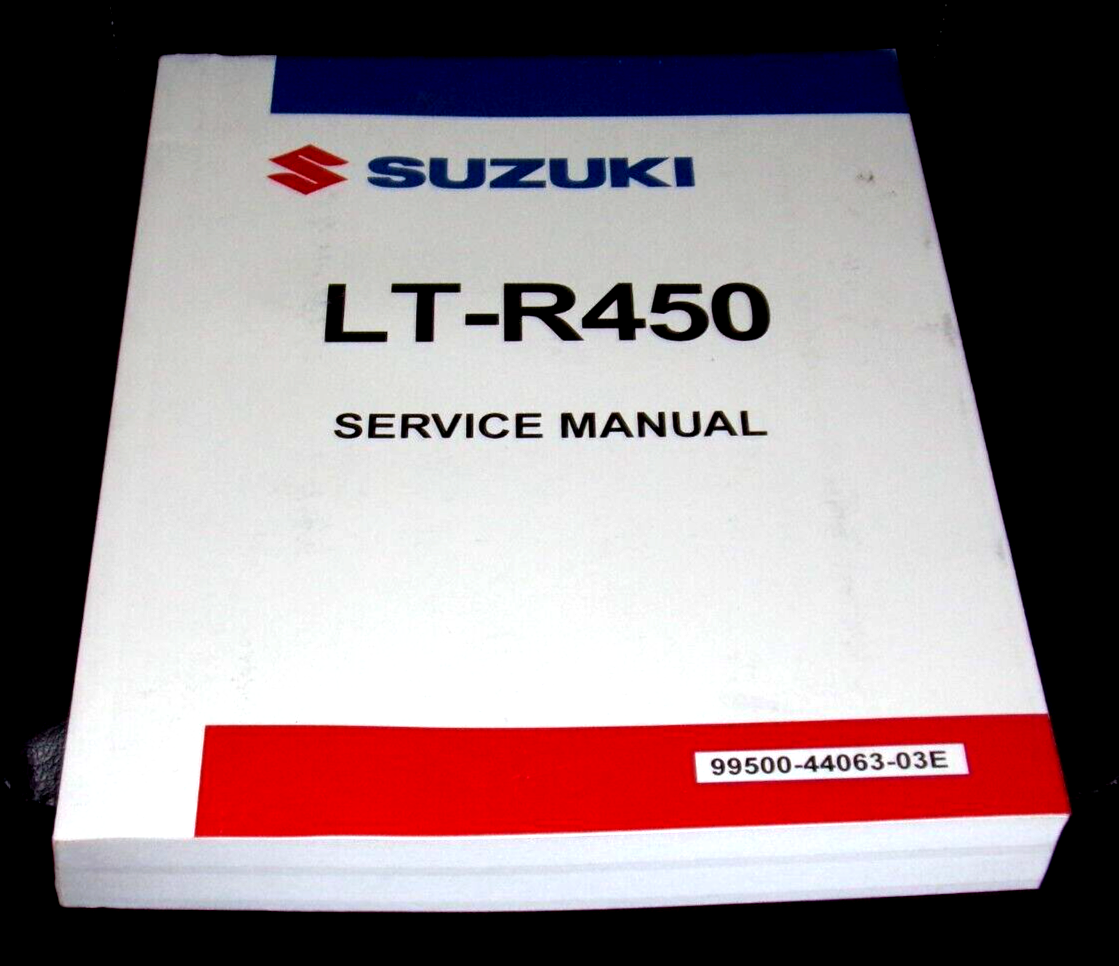 SUZUKI
LT-R450
SERVICE MANUAL
99500-44063-03E